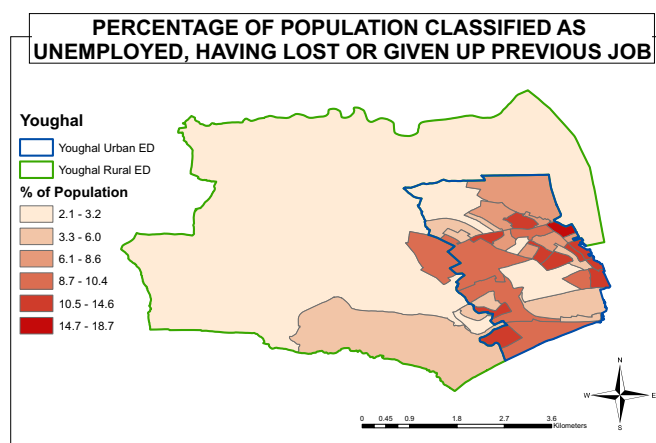 PERCENTAGE OF POPULATION CLASSIFIED AS
UNEMPLOYED, HAVING LOST OR GIVEN UP PREVIOUS JOB
Youghal
Youghal Urban ED
Youghal Rural ED
% of Population
2.1 - 3.2
3.3 - 6.0
6.1 - 8.6
8.7 - 10.4
10.5 - 14.6
14.7 - 18.7
N
W E
S
0 0.45 0.9 1.8 2.7 3.6
Kilometers